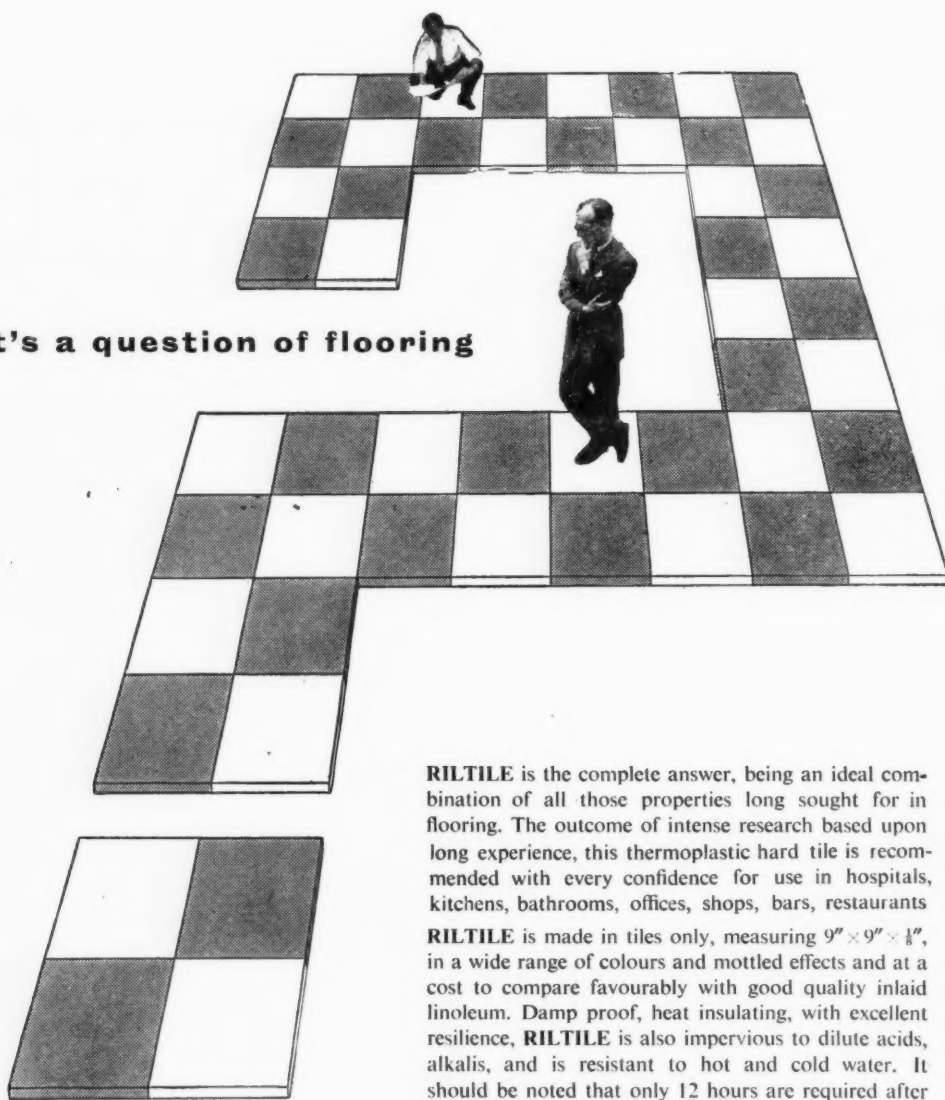 t's a question of flooring
RILTILE is the complete answer, being an ideal com-
bination of all those properties long sought for in
flooring. The outcome of intense research based upon
long experience, this thermoplastic hard tile is recom-
mended with every confidence for use in hospitals,
kitchens, bathrooms, offices, shops, bars, restaurants
RILTILE is made in tiles only, measuring 9″×9″×⅛″,
in a wide range of colours and mottled effects and at a
cost to compare favourably with good quality inlaid
linoleum. Damp proof, heat insulating, with excellent
resilience, RILTILE is also impervious to dilute acids,
alkalis, and is resistant to hot and cold water. It
should be noted that only 12 hours are required after